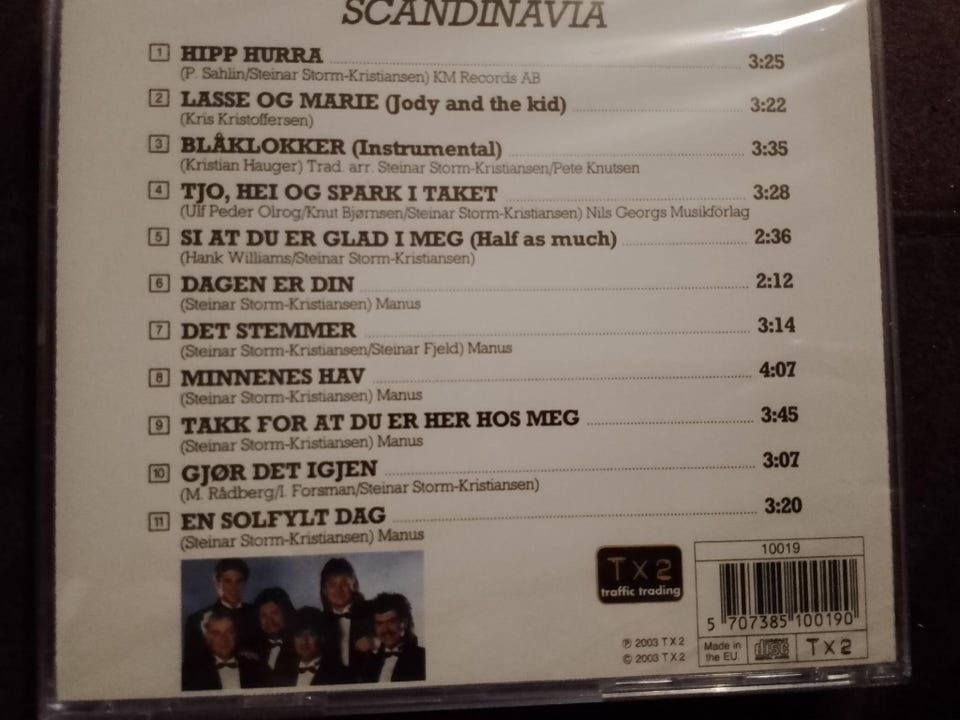 SCANDINAVIA
1 HIPP HURRA 3:25
(P. Sahlin/Steinar Storm-Kristiansen) KM Records AB
2 LASSE OG MARIE (Jody and the kid) 3:22
(Kris Kristoffersen)
3 BLÅKLOKKER (Instrumental) 3:35
(Kristian Hauger) Trad. arr. Steinar Storm-Kristiansen/Pete Knutsen
4 TJO, HEI OG SPARK I TAKET 3:28
(Ulf Peder Olrog/Knut Bjørnsen/Steinar Storm-Kristiansen) Nils Georgs Musikförlag
5 SI AT DU ER GLAD I MEG (Half as much) 2:36
(Hank Williams/Steinar Storm-Kristiansen)
6 DAGEN ER DIN 2:12
(Steinar Storm-Kristiansen) Manus
7 DET STEMMER 3:14
(Steinar Storm-Kristiansen/Steinar Fjeld) Manus
8 MINNENES HAV 4:07
(Steinar Storm-Kristiansen) Manus
9 TAKK FOR AT DU ER HER HOS MEG 3:45
(Steinar Storm-Kristiansen) Manus
10 GJØR DET IGJEN 3:07
(M. Rådberg/I. Forsman/Steinar Storm-Kristiansen)
11 EN SOLFYLT DAG 3:20
(Steinar Storm-Kristiansen) Manus
T x 2
traffic trading
℗ 2003 T X 2
© 2003 T X 2
10019
5 707385 100190
Made in
the EU.
disc
T x 2